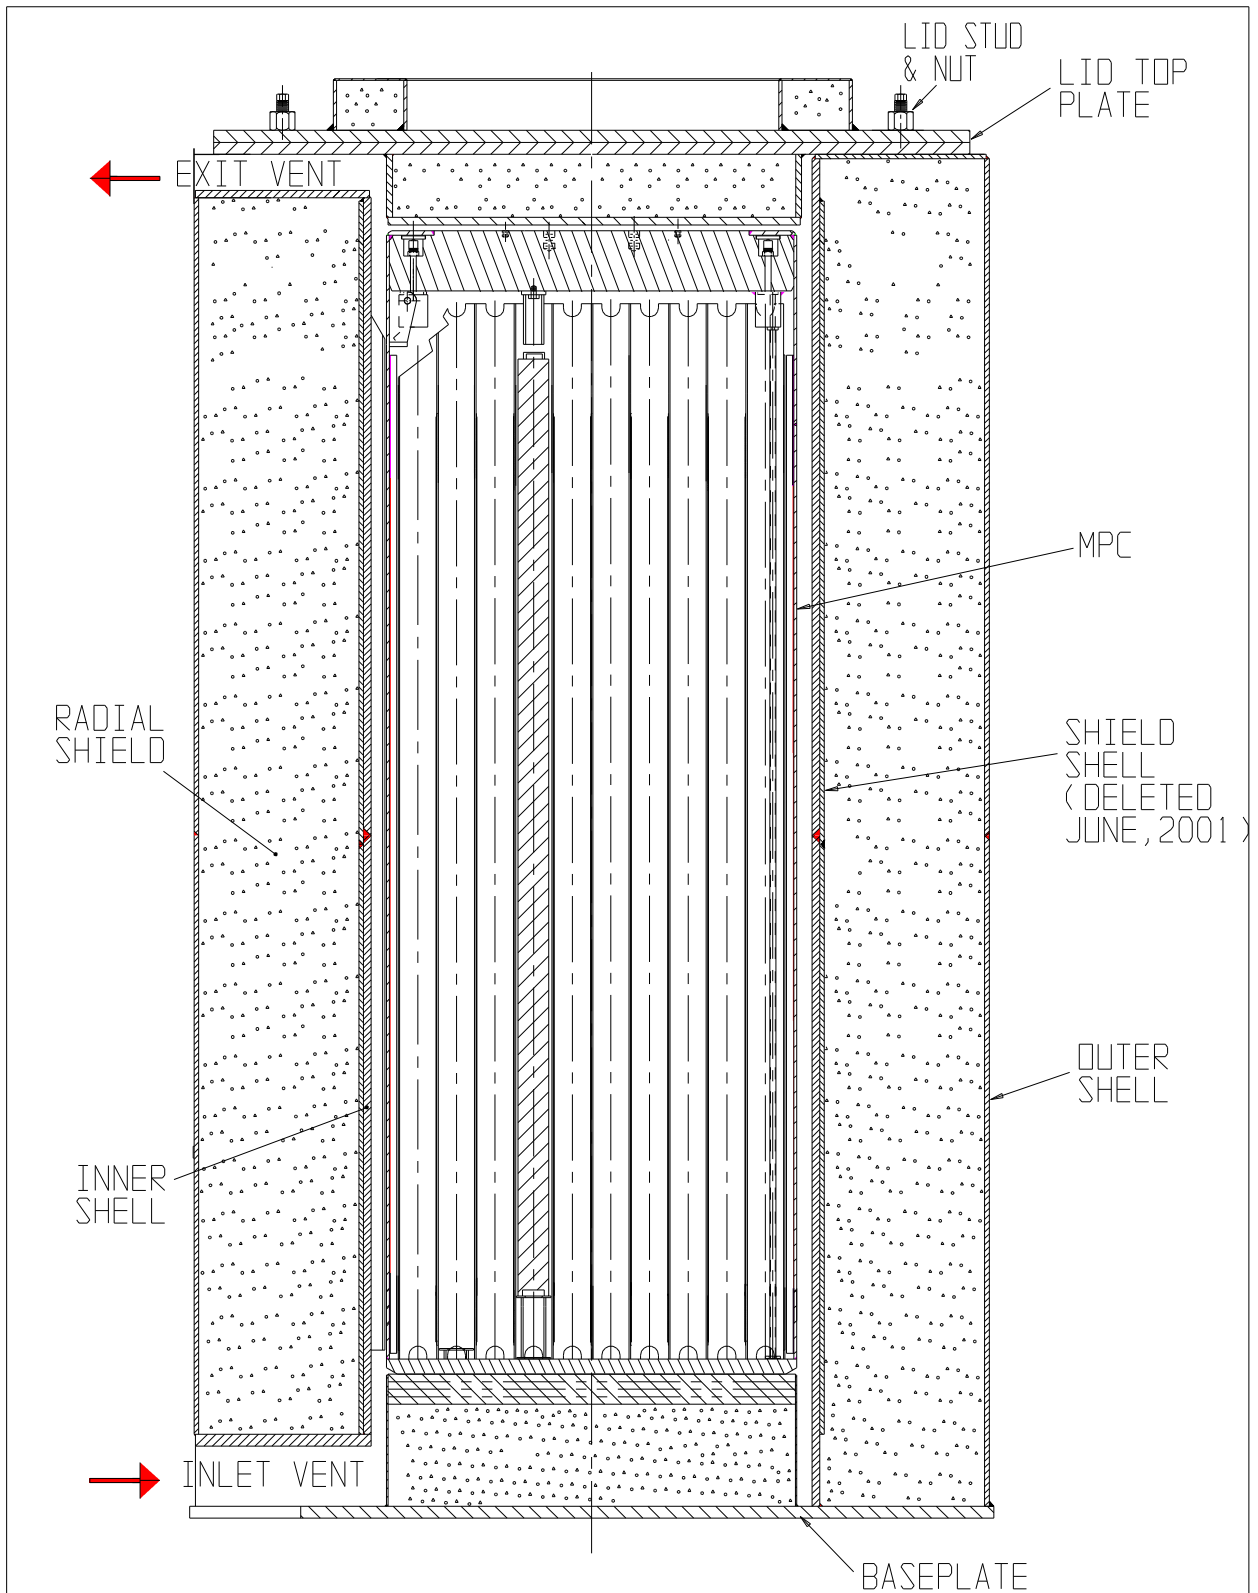 LID STUD
& NUT
LID TOP
PLATE
EXIT VENT
MPC
RADIAL
SHIELD
SHIELD
SHELL
(DELETED
JUNE,2001)
OUTER
SHELL
INNER
SHELL
INLET VENT
BASEPLATE